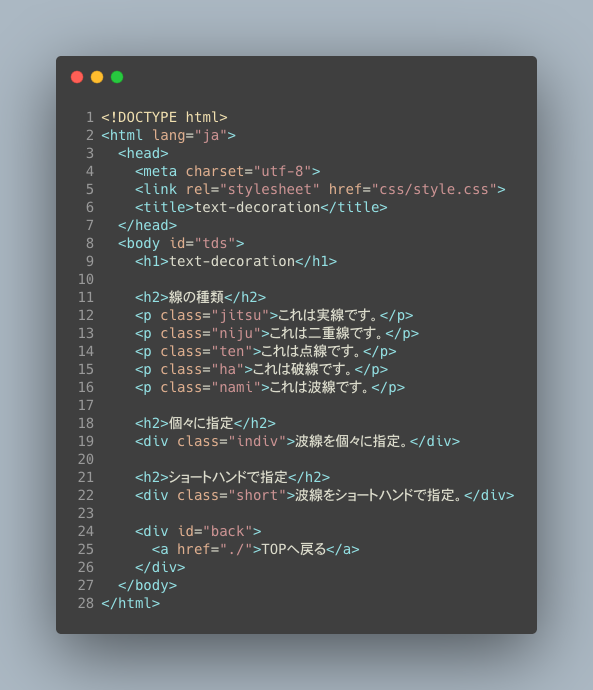 1 <!DOCTYPE html>
2 <html lang="ja">
3   <head>
4     <meta charset="utf-8">
5     <link rel="stylesheet" href="css/style.css">
6     <title>text-decoration</title>
7   </head>
8   <body id="tds">
9     <h1>text-decoration</h1>
10
11     <h2>線の種類</h2>
12     <p class="jitsu">これは実線です。</p>
13     <p class="niju">これは二重線です。</p>
14     <p class="ten">これは点線です。</p>
15     <p class="ha">これは破線です。</p>
16     <p class="nami">これは波線です。</p>
17
18     <h2>個々に指定</h2>
19     <div class="indiv">波線を個々に指定。</div>
20
21     <h2>ショートハンドで指定</h2>
22     <div class="short">波線をショートハンドで指定。</div>
23
24     <div id="back">
25       <a href="./">TOPへ戻る</a>
26     </div>
27   </body>
28 </html>